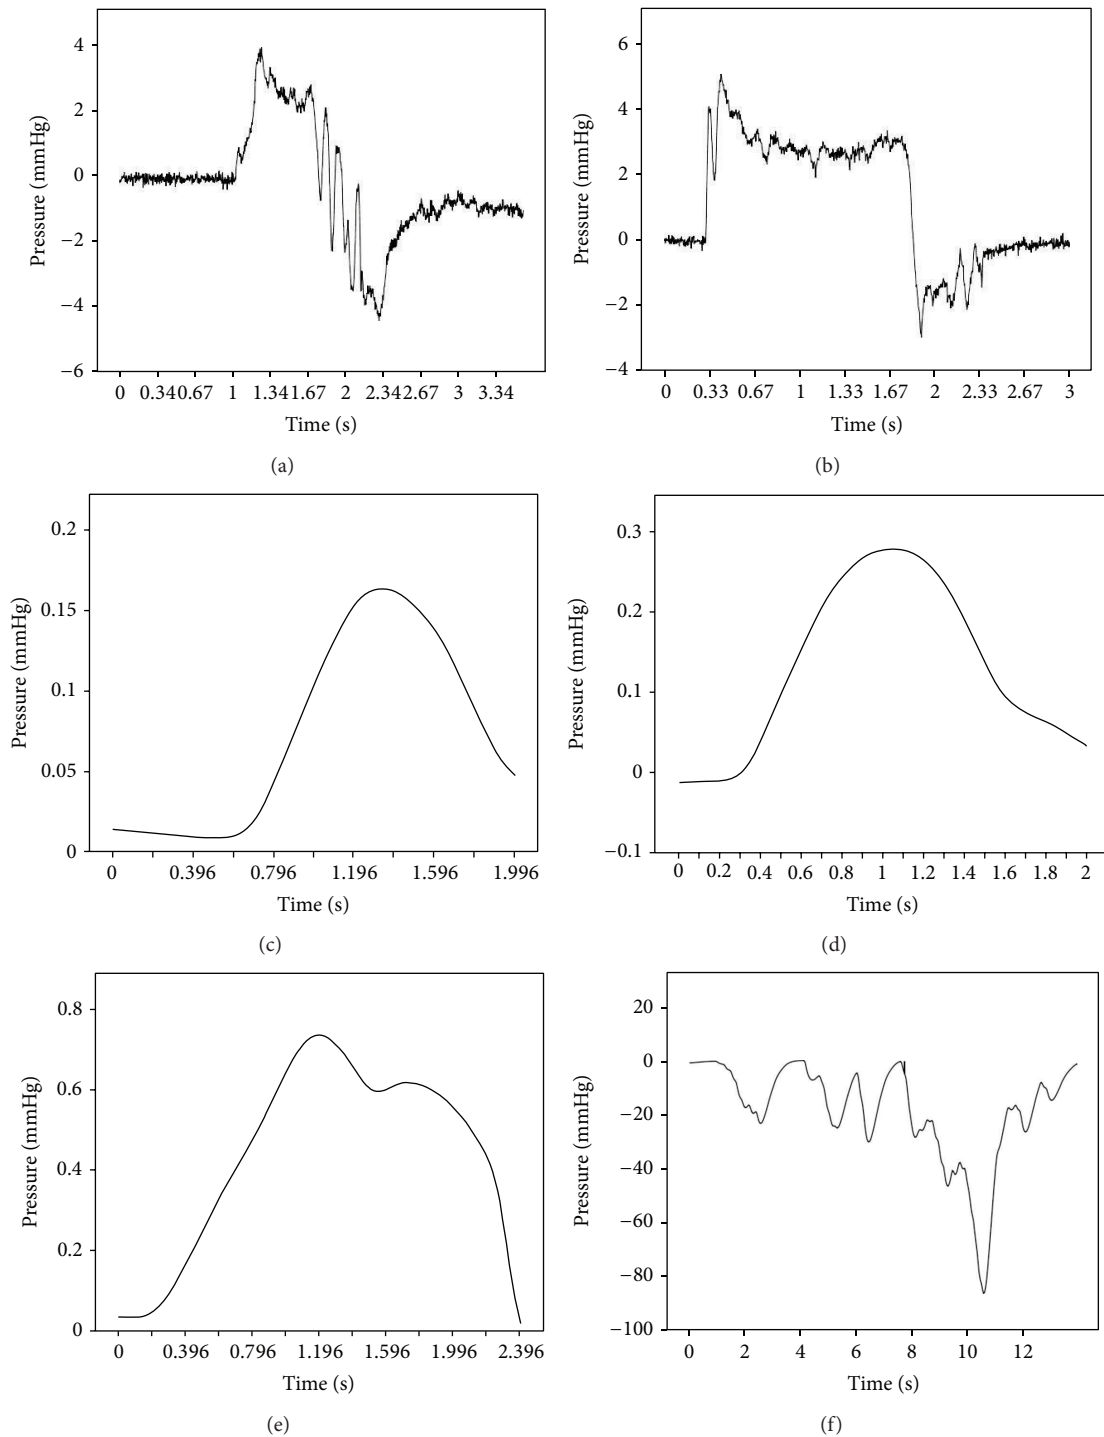 4
2
0
−2
−4
−6
Pressure (mmHg)
0 0.34 0.67 1 1.34 1.67 2 2.34 2.67 3 3.34
Time (s)
(a)
6
4
2
0
−2
−4
Pressure (mmHg)
0 0.33 0.67 1 1.33 1.67 2 2.33 2.67 3
Time (s)
(b)
0.2
0.15
0.1
0.05
0
Pressure (mmHg)
0 0.396 0.796 1.196 1.596 1.996
Time (s)
(c)
0.3
0.2
0.1
0
−0.1
Pressure (mmHg)
0 0.2 0.4 0.6 0.8 1 1.2 1.4 1.6 1.8 2
Time (s)
(d)
0.8
0.6
0.4
0.2
0
Pressure (mmHg)
0 0.396 0.796 1.196 1.596 1.996 2.396
Time (s)
(e)
20
0
−20
−40
−60
−80
−100
Pressure (mmHg)
0 2 4 6 8 10 12
Time (s)
(f)